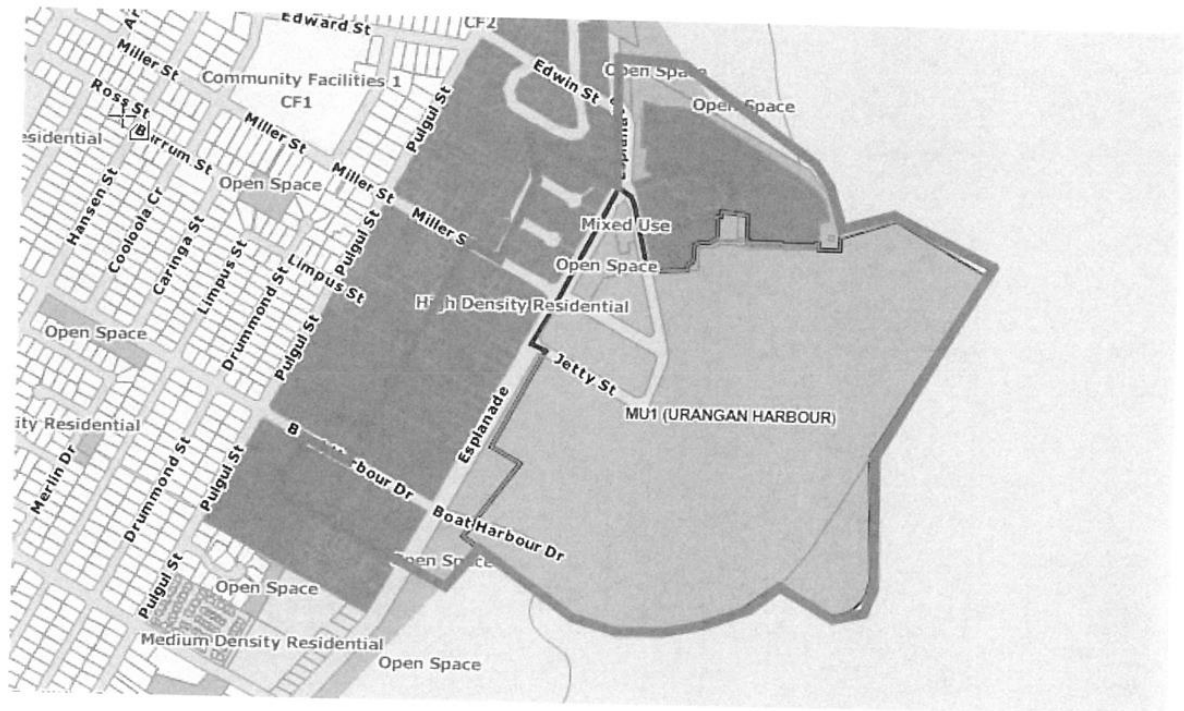 Edward St
CF2
Miller St
Community Facilities 1
CF1
Edwin St
Open Space
Open Space
Ross St
Pulgul St
Miller St
B rrum St
esidential
Open Space
Miller St
Hansen St
Cooloola Cr
Caringa St
Limpus St
Drummond St
Limpus St
Pulgul St
Miller S
Mixed Use
Open Space
High Density Residential
Open Space
Pulgul St
Jetty St
MU1 (URANGAN HARBOUR)
Esplanade
ity Residential
Merlin Dr
Drummond St
Pulgul St
rbour Dr
Boat Harbour Dr
pen Space
Pulgul St
Open Space
Medium Density Residential
Open Space